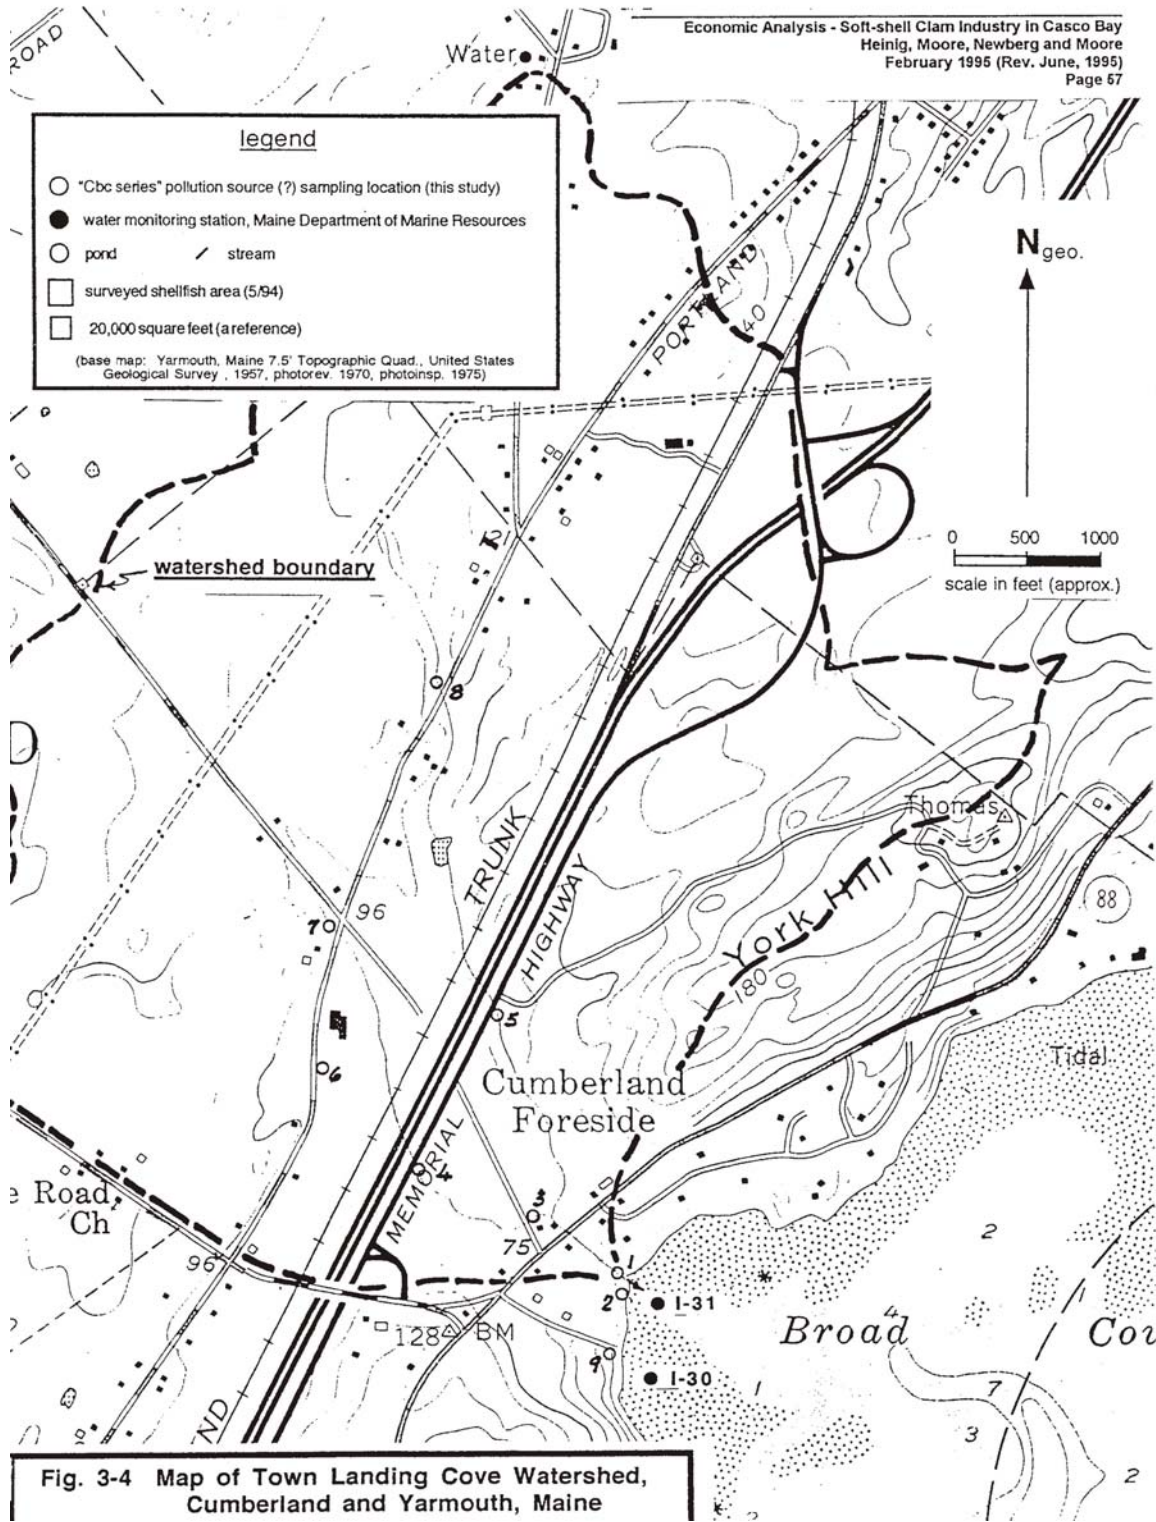 Economic Analysis - Soft-shell Clam Industry in Casco Bay
Heinig, Moore, Newberg and Moore
February 1995 (Rev. June, 1995)
Page 57
ROAD
Water
legend
"Cbc series" pollution source (?) sampling location (this study)
water monitoring station, Maine Department of Marine Resources
pond
stream
surveyed shellfish area (5/94)
20,000 square feet (a reference)
(base map: Yarmouth, Maine 7.5' Topographic Quad., United States
Geological Survey , 1957, photorev. 1970, photoinsp. 1975)
N geo.
PORTLAND
40
0 500 1000
scale in feet (approx.)
watershed boundary
8
Thomas
TRUNK
HIGHWAY
York Hill
88
7
96
180
5
Tidal
6
Cumberland
Foreside
MEMORIAL
4
e Road
Ch
3
75
96
1
2
2
I-31
1
128
BM
4
Broad
Cov
9
I-30
1
7
3
2
ND
Fig. 3-4 Map of Town Landing Cove Watershed,
Cumberland and Yarmouth, Maine